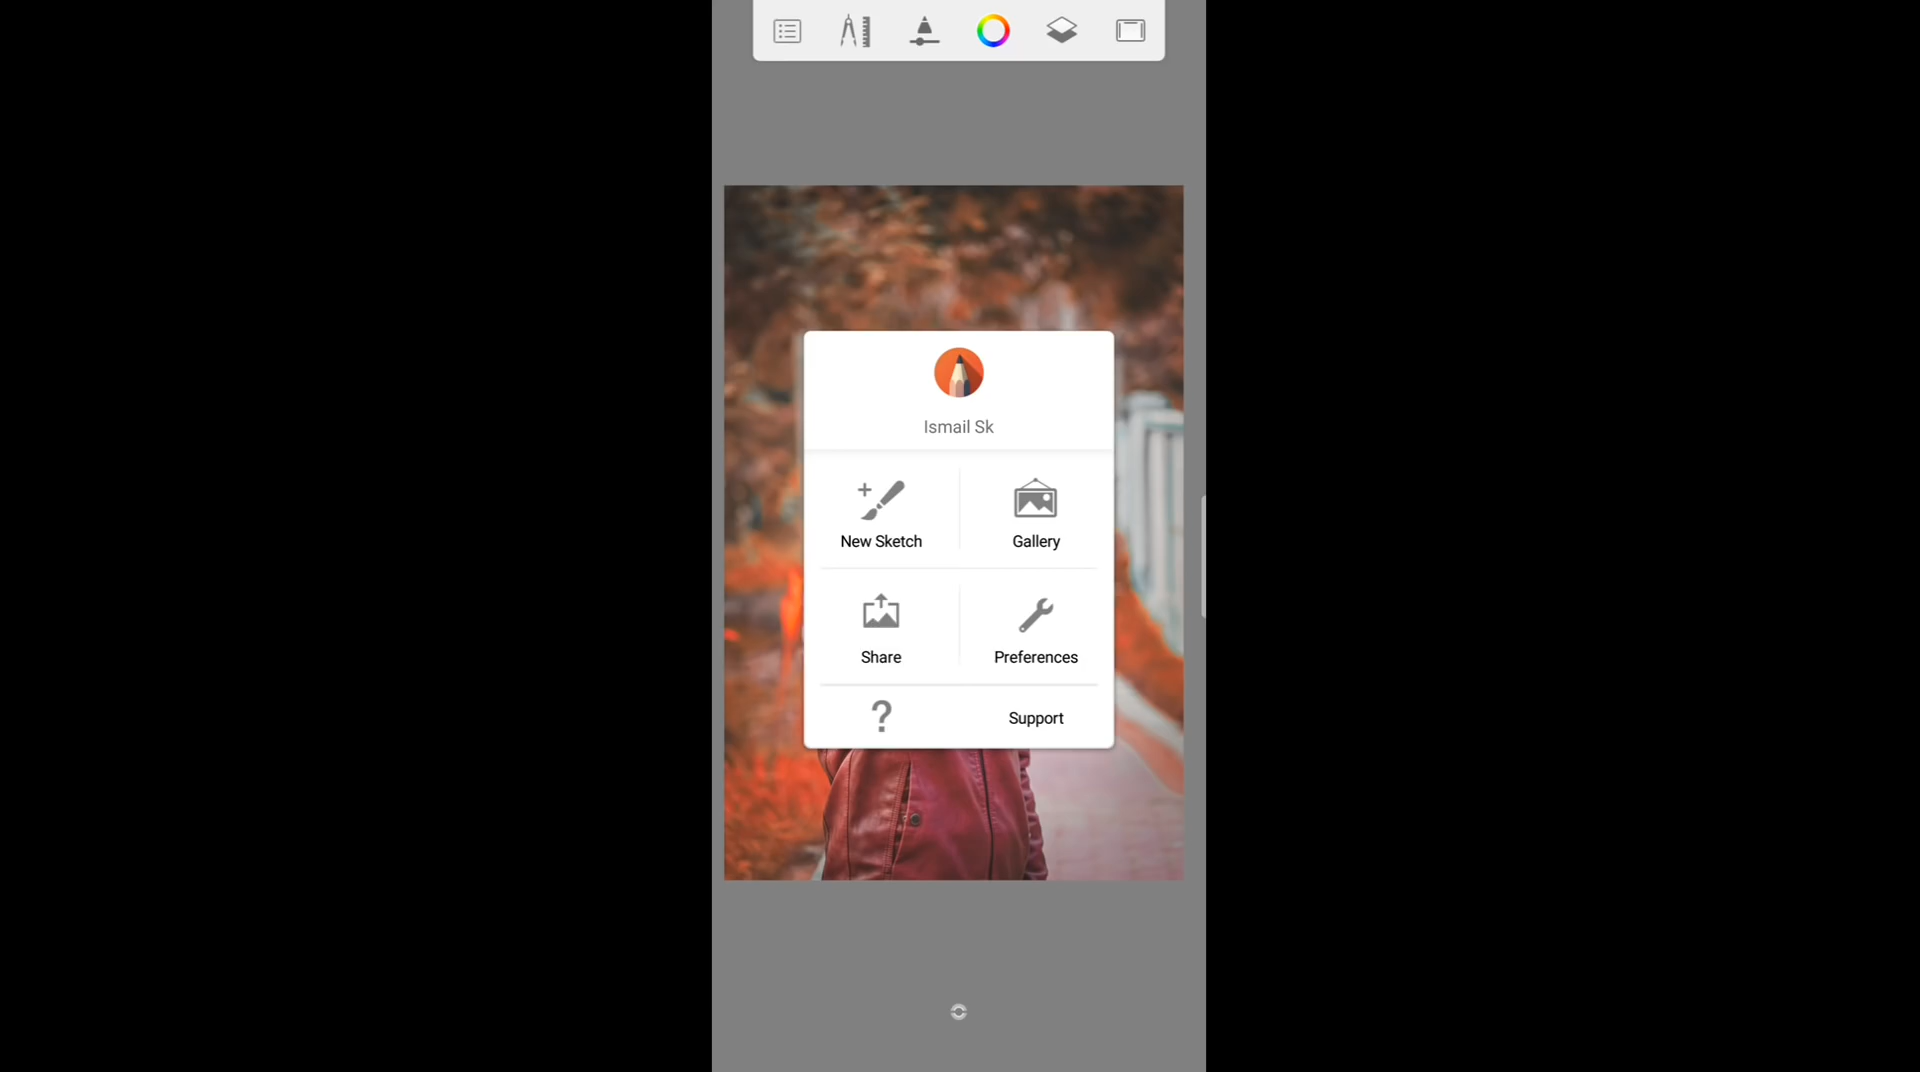 Ismail Sk
New Sketch
Gallery
Share
Preferences
?
Support